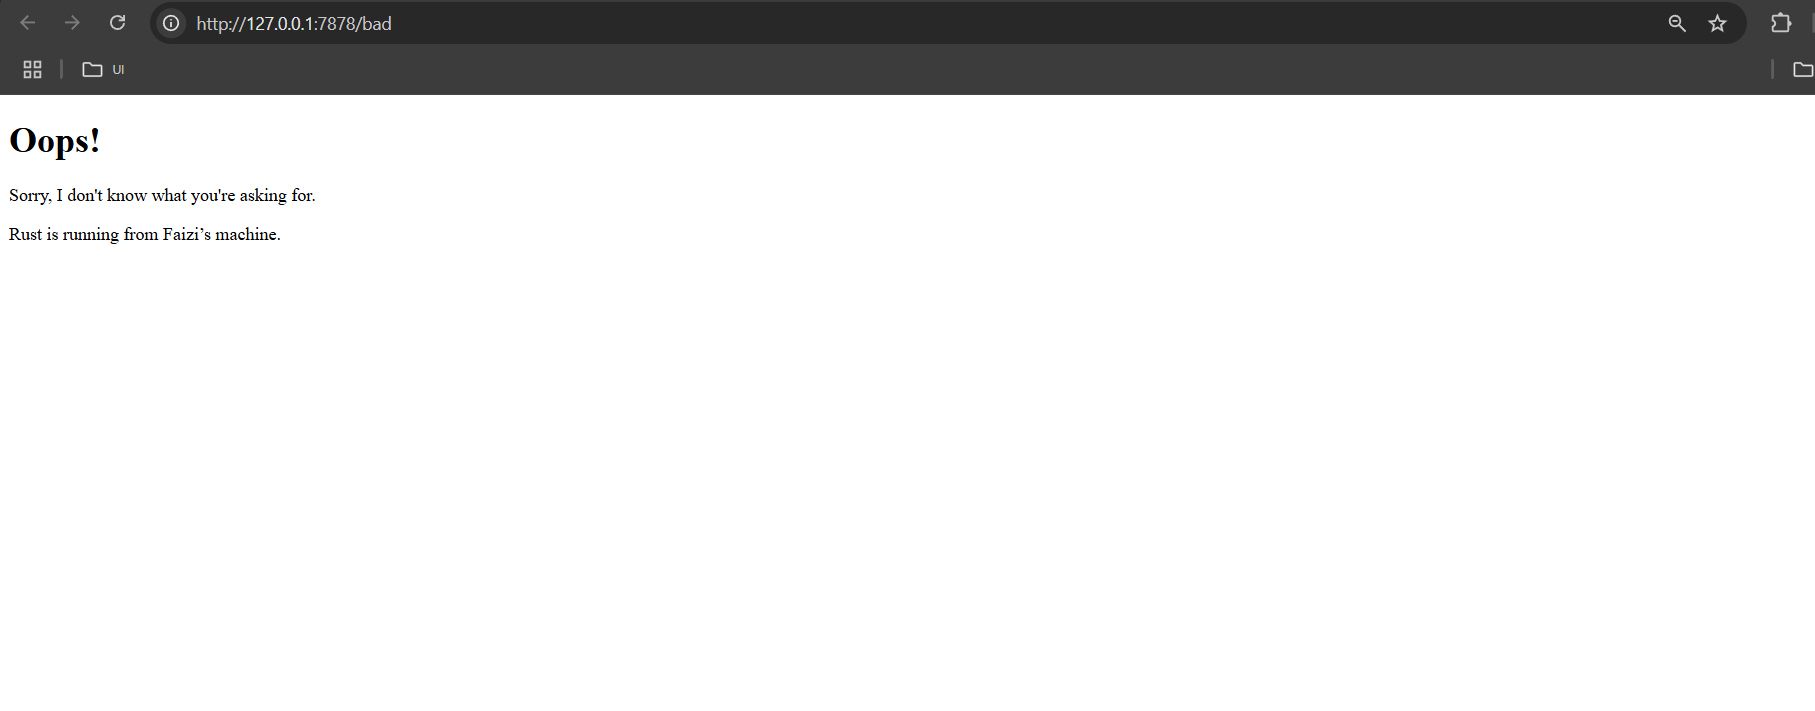 http://127.0.0.1:7878/bad
UI
Oops!
Sorry, I don't know what you're asking for.
Rust is running from Faizi’s machine.